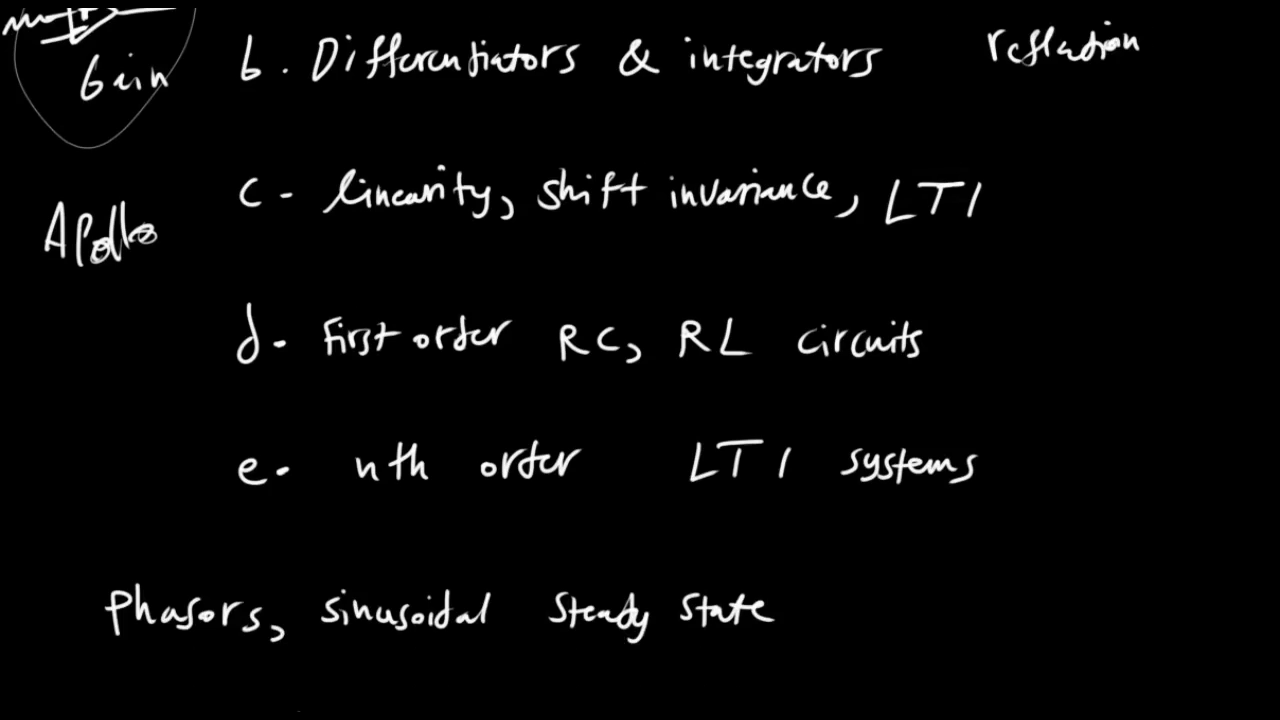 Gain
b. Differentiators & integrators
reflection
c- linearity, shift invariance, LTI
Apollo
d- First order RC, RL circuits
e- nth order LTI systems
phasors, sinusoidal steady state